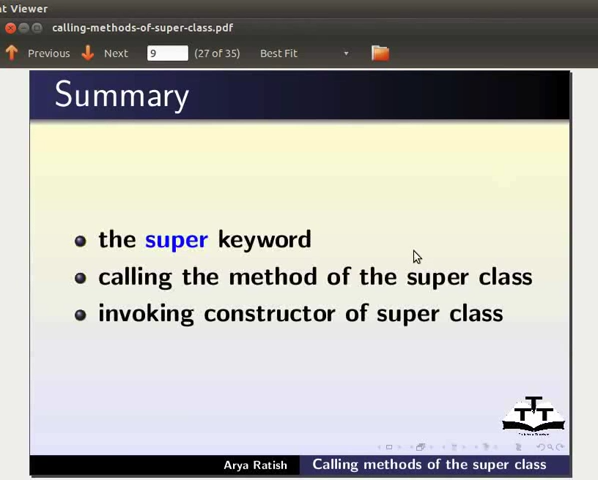 t Viewer
calling-methods-of-super-class.pdf
Previous Next 9 (27 of 35) Best Fit
Summary
the super keyword
calling the method of the super class
invoking constructor of super class
Arya Ratish Calling methods of the super class